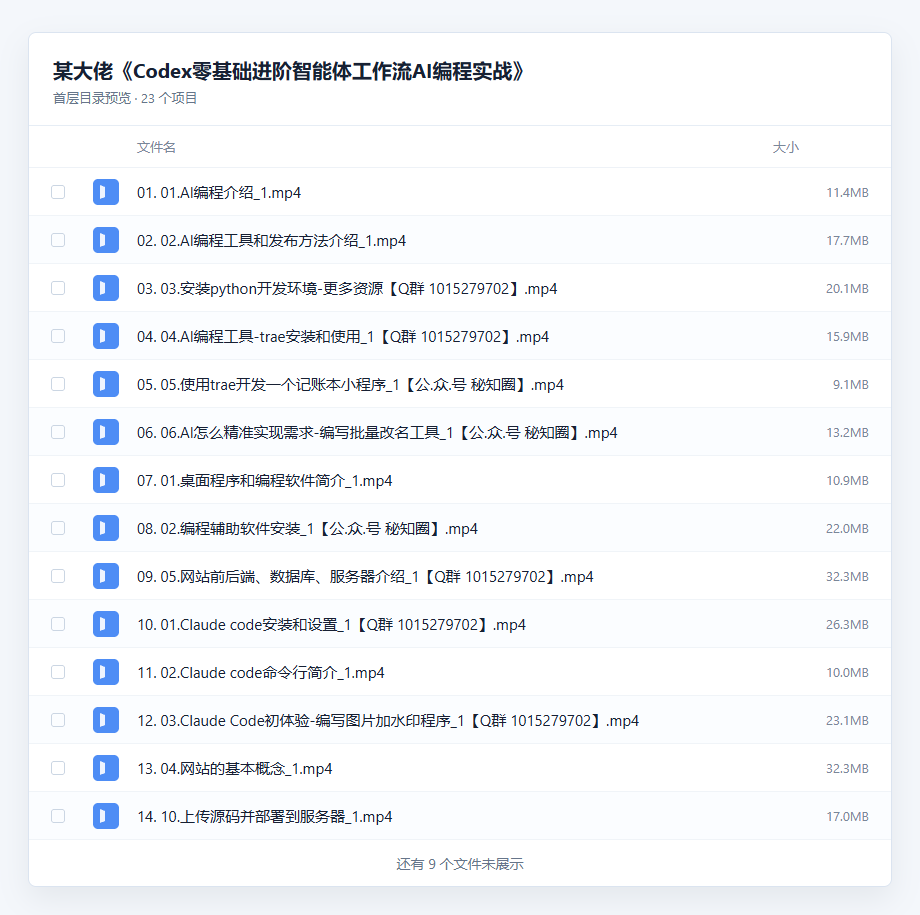 某大佬《Codex零基础进阶智能体工作流AI编程实战》
首层目录预览 · 23 个项目
文件名 大小
01. 01.AI编程介绍_1.mp4 11.4MB
02. 02.AI编程工具和发布方法介绍_1.mp4 17.7MB
03. 03.安装python开发环境-更多资源【Q群 1015279702】.mp4 20.1MB
04. 04.AI编程工具-trae安装和使用_1【Q群 1015279702】.mp4 15.9MB
05. 05.使用trae开发一个记账本小程序_1【公.众.号 秘知圈】.mp4 9.1MB
06. 06.AI怎么精准实现需求-编写批量改名工具_1【公.众.号 秘知圈】.mp4 13.2MB
07. 01.桌面程序和编程软件简介_1.mp4 10.9MB
08. 02.编程辅助软件安装_1【公.众.号 秘知圈】.mp4 22.0MB
09. 05.网站前后端、数据库、服务器介绍_1【Q群 1015279702】.mp4 32.3MB
10. 01.Claude code安装和设置_1【Q群 1015279702】.mp4 26.3MB
11. 02.Claude code命令行简介_1.mp4 10.0MB
12. 03.Claude Code初体验-编写图片加水印程序_1【Q群 1015279702】.mp4 23.1MB
13. 04.网站的基本概念_1.mp4 32.3MB
14. 10.上传源码并部署到服务器_1.mp4 17.0MB
还有 9 个文件未展示